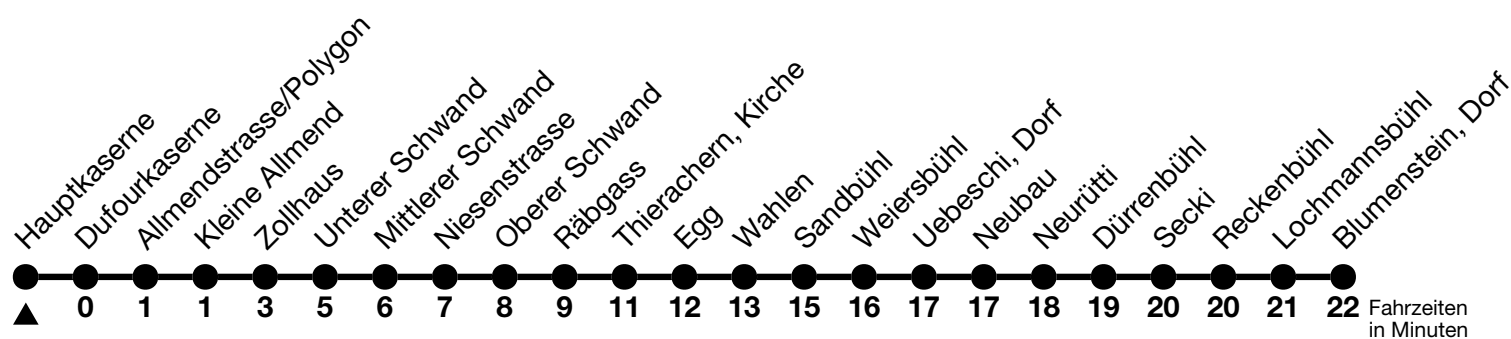 Hauptkaserne
Dufourkaserne
Allmendstrasse/Polygon
Kleine Allmend
Zollhaus
Unterer Schwand
Mittlerer Schwand
Niesenstrasse
Oberer Schwand
Räbgass
Thierachern, Kirche
Egg
Wahlen
Sandbühl
Weiersbühl
Uebeschi, Dorf
Neubau
Neurütti
Dürrenbühl
Secki
Reckenbühl
Lochmannsbühl
Blumenstein, Dorf
0 1 1 3 5 6 7 8 9 11 12 13 15 16 17 17 18 19 20 20 21 22
Fahrzeiten
in Minuten